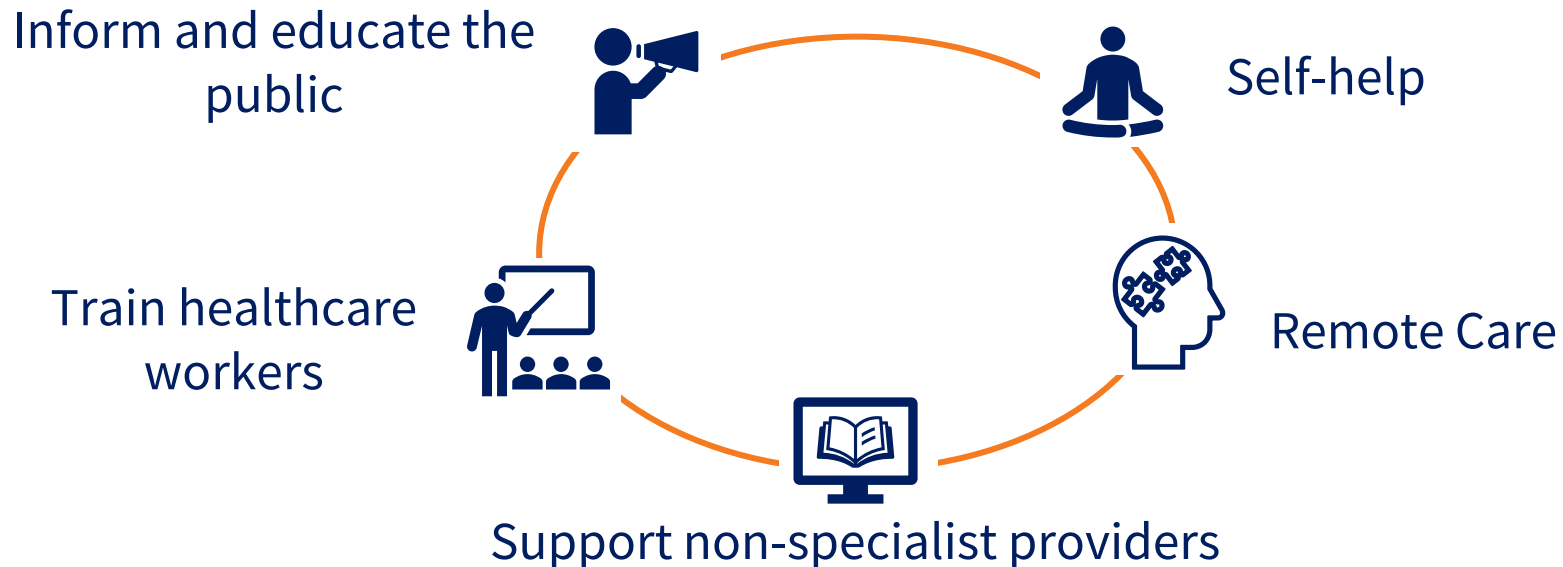 Inform and educate the
public
Self-help
Train healthcare
workers
Remote Care
Support non-specialist providers